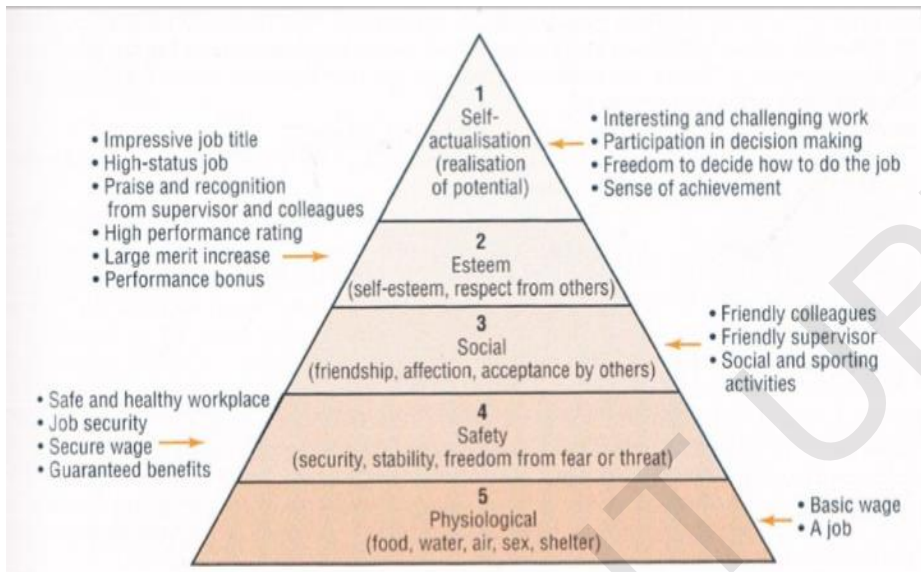 1
Self-
actualisation
(realisation
of potential)
• Interesting and challenging work
• Participation in decision making
• Freedom to decide how to do the job
• Sense of achievement
• Impressive job title
• High-status job
• Praise and recognition
from supervisor and colleagues
• High performance rating
• Large merit increase
• Performance bonus
2
Esteem
(self-esteem, respect from others)
3
Social
(friendship, affection, acceptance by others)
• Friendly colleagues
• Friendly supervisor
• Social and sporting
activities
• Safe and healthy workplace
• Job security
• Secure wage
• Guaranteed benefits
4
Safety
(security, stability, freedom from fear or threat)
5
Physiological
(food, water, air, sex, shelter)
• Basic wage
• A job